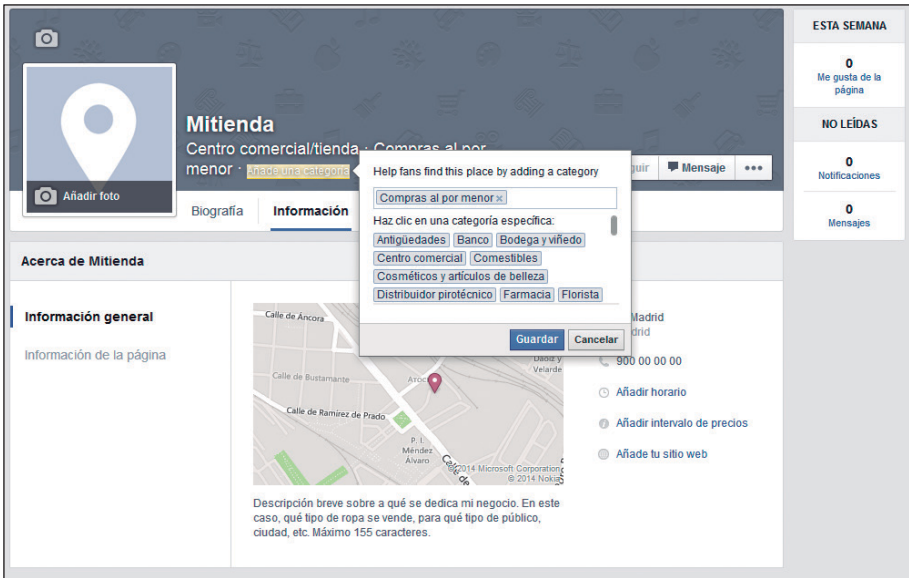 Mitienda
Centro comercial/tienda · Compras al por
menor · Añade una categoría
Mensaje
•••
Añadir foto
Biografía
Información
Help fans find this place by adding a category
Compras al por menor ×
Haz clic en una categoría específica:
Antigüedades Banco Bodega y viñedo
Centro comercial Comestibles
Cosméticos y artículos de belleza
Distribuidor pirotécnico Farmacia Florista
Guardar Cancelar
ESTA SEMANA
0
Me gusta de la
página
NO LEÍDAS
0
Notificaciones
0
Mensajes
Acerca de Mitienda
Información general
Información de la página
Calle de Áncora
Calle de Bustamante
Calle de Ramírez de Prado
P. I.
Méndez
Álvaro
Daoiz y
Velarde
2014 Microsoft Corporation
© 2014 Nokia
Descripción breve sobre a qué se dedica mi negocio. En este
caso, qué tipo de ropa se vende, para qué tipo de público,
ciudad, etc. Máximo 155 caracteres.
Madrid
900 00 00 00
Añadir horario
Añadir intervalo de precios
Añade tu sitio web